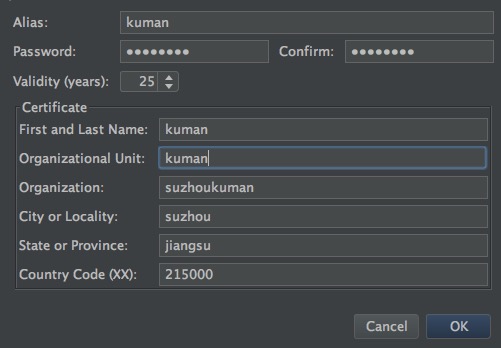 Alias: kuman
Password: •••••••• Confirm: ••••••••
Validity (years): 25
Certificate
First and Last Name: kuman
Organizational Unit: kuman
Organization: suzhoukuman
City or Locality: suzhou
State or Province: jiangsu
Country Code (XX): 215000
Cancel OK